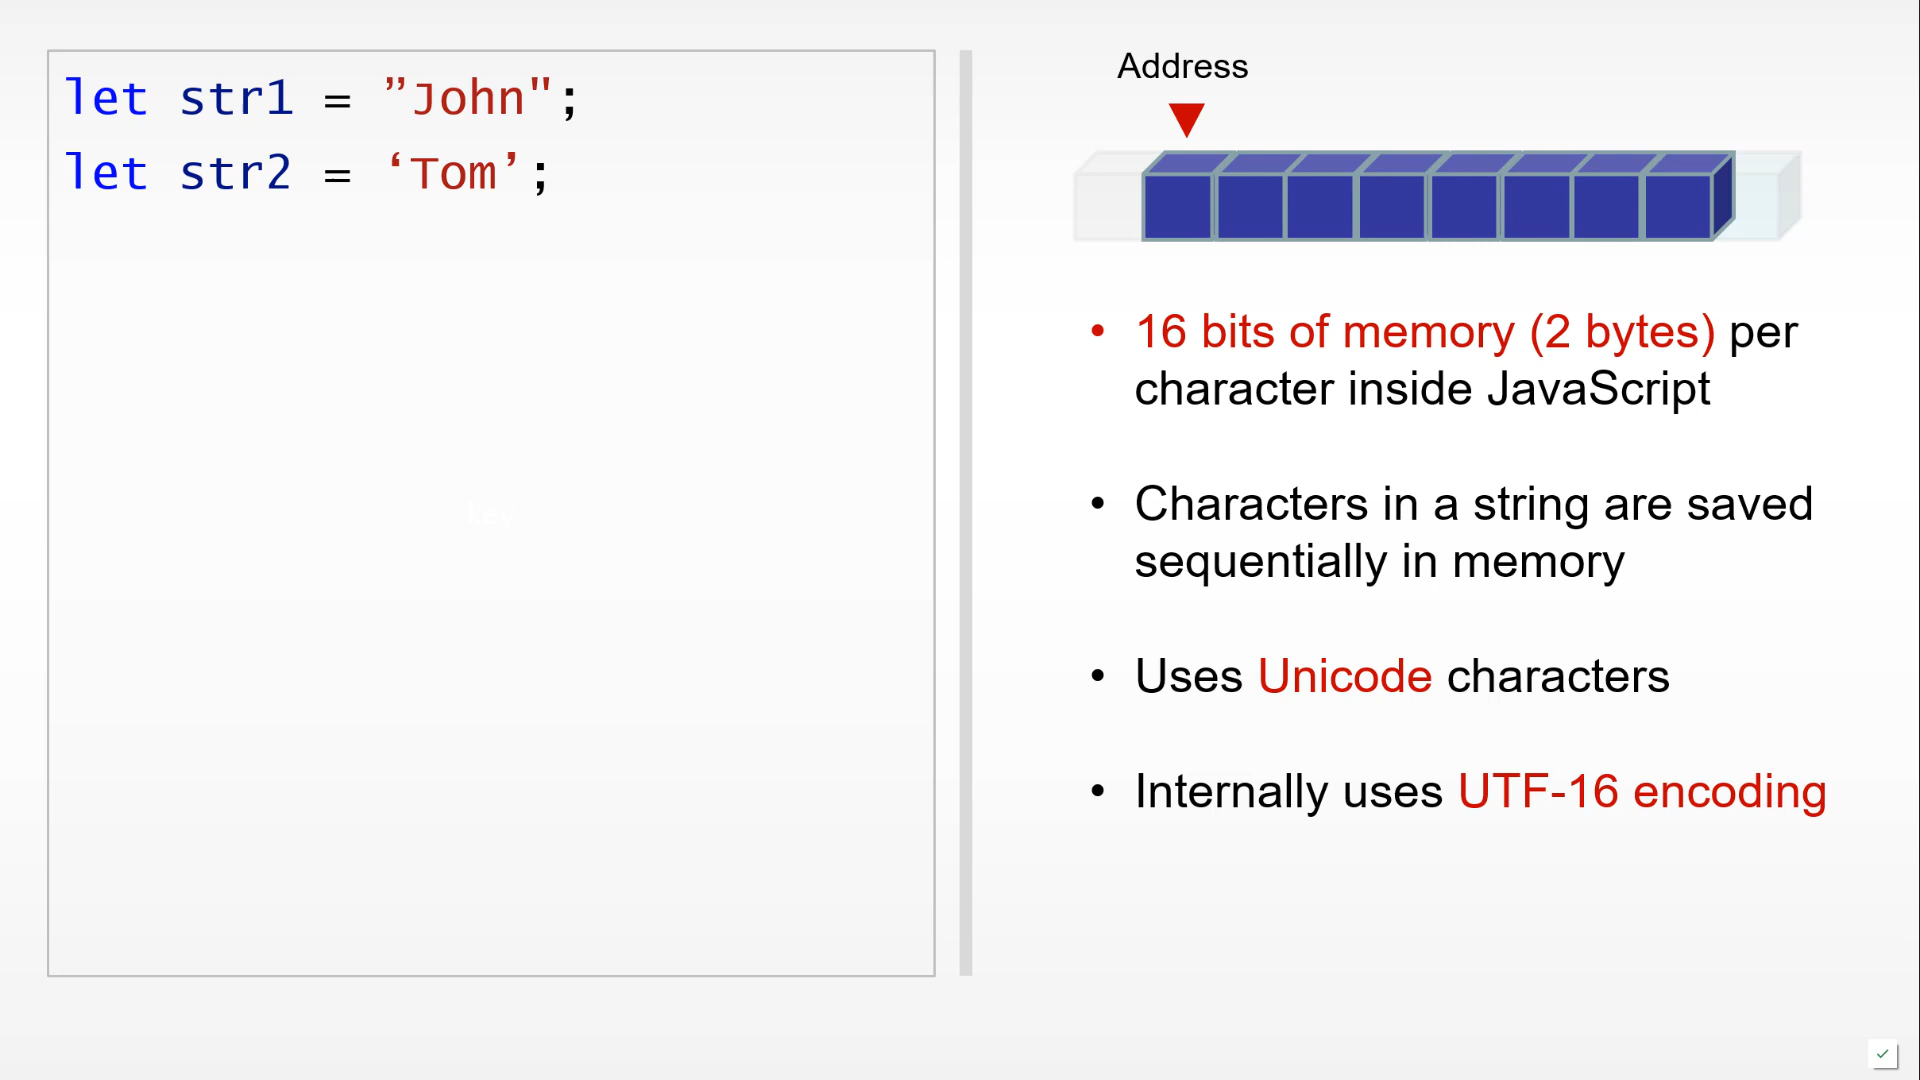 let str1 = ”John";
let str2 = ‘Tom’;
key
Address
• 16 bits of memory (2 bytes) per
character inside JavaScript
• Characters in a string are saved
sequentially in memory
• Uses Unicode characters
• Internally uses UTF-16 encoding